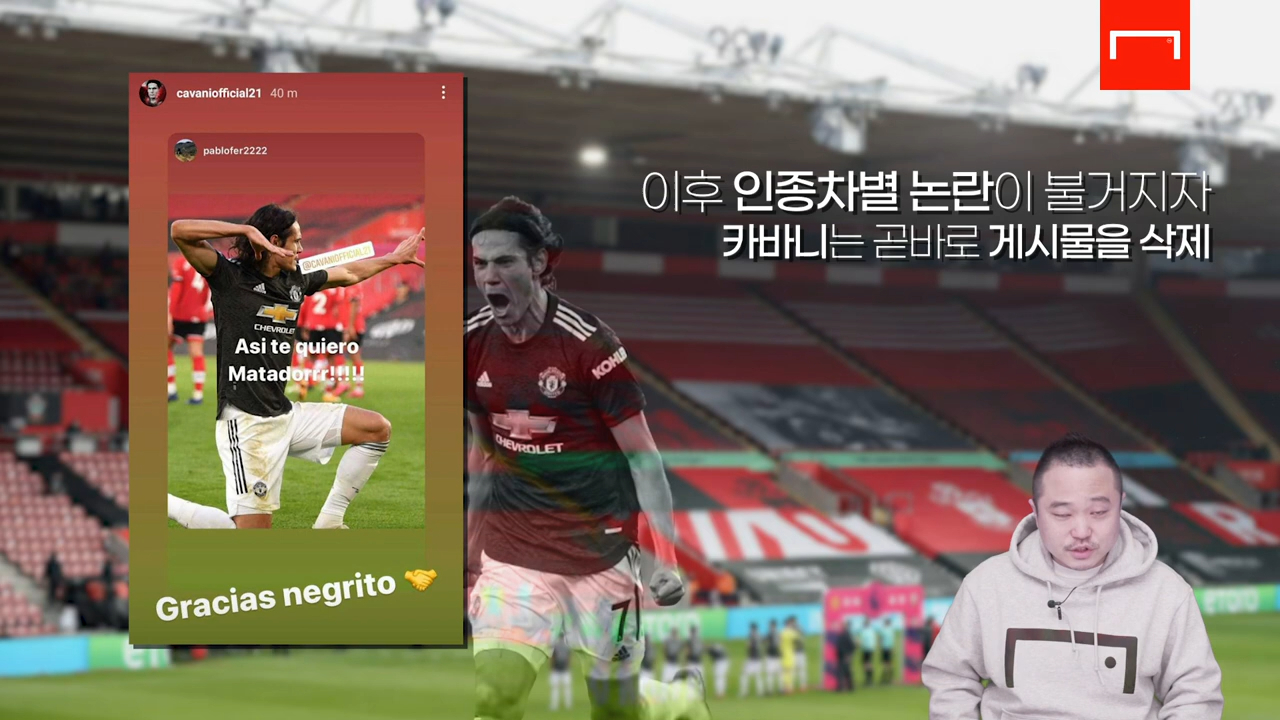 cavaniofficial21 40 m
pablofer2222
@CAVANIOFFICIAL21
CHEVROLET
Asi te quiero
Matadorrr!!!!!
Gracias negrito
이후 인종차별 논란이 불거지자
카바니는 곧바로 게시물을 삭제
KOHLER
CHEVROLET
7